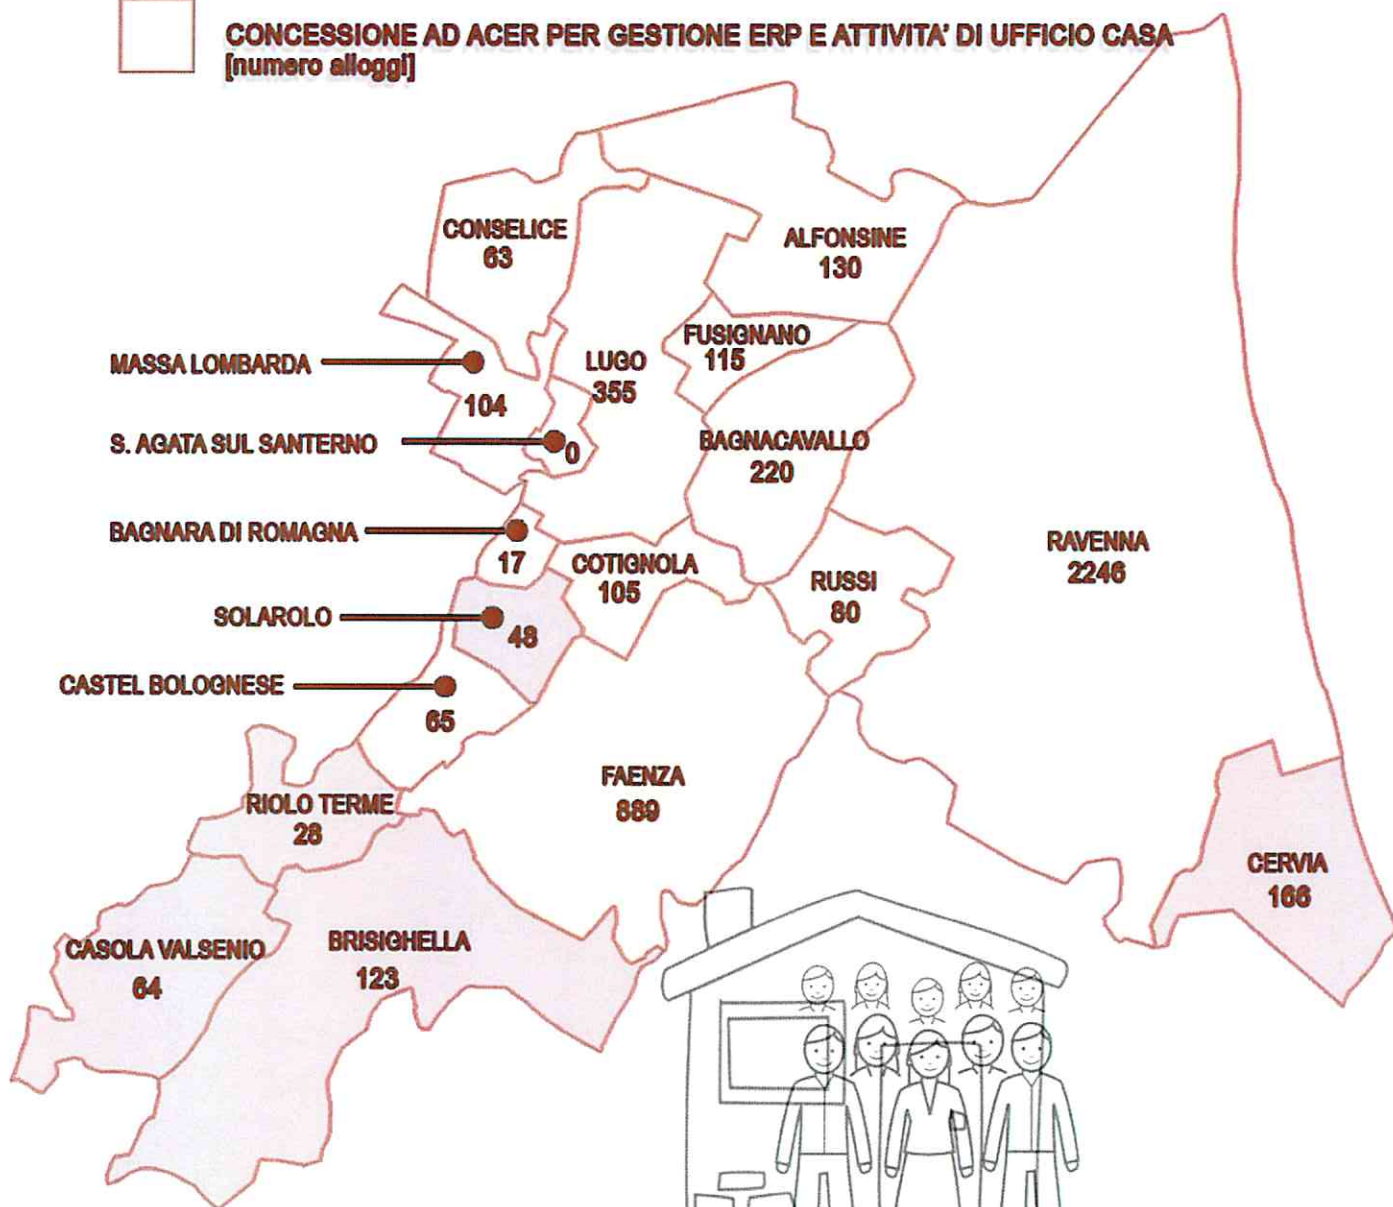 CONCESSIONE AD ACER PER GESTIONE ERP E ATTIVITA' DI UFFICIO CASA
[numero alloggi]
CONSELICE
63
ALFONSINE
130
FUSIGNANO
115
MASSA LOMBARDA
104
LUGO
355
S. AGATA SUL SANTERNO
0
BAGNACAVALLO
220
BAGNARA DI ROMAGNA
17
COTIGNOLA
105
RUSSI
80
RAVENNA
2246
SOLAROLO
48
CASTEL BOLOGNESE
65
FAENZA
889
RIOLO TERME
28
CERVIA
166
CASOLA VALSENIO
64
BRISIGHELLA
123